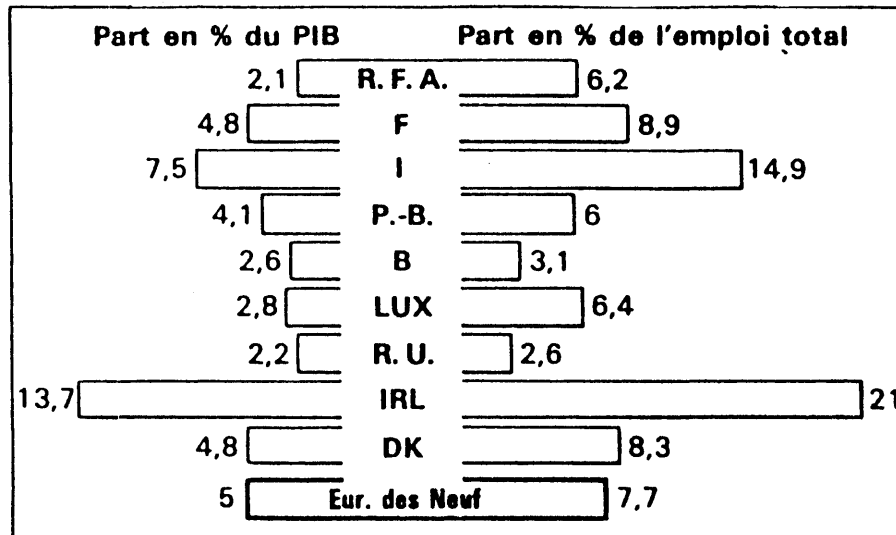 Part en % du PIB Part en % de l'emploi total
2,1 R. F. A. 6,2
4,8 F 8,9
7,5 I 14,9
4,1 P.-B. 6
2,6 B 3,1
2,8 LUX 6,4
2,2 R. U. 2,6
13,7 IRL 21
4,8 DK 8,3
5 Eur. des Neuf 7,7